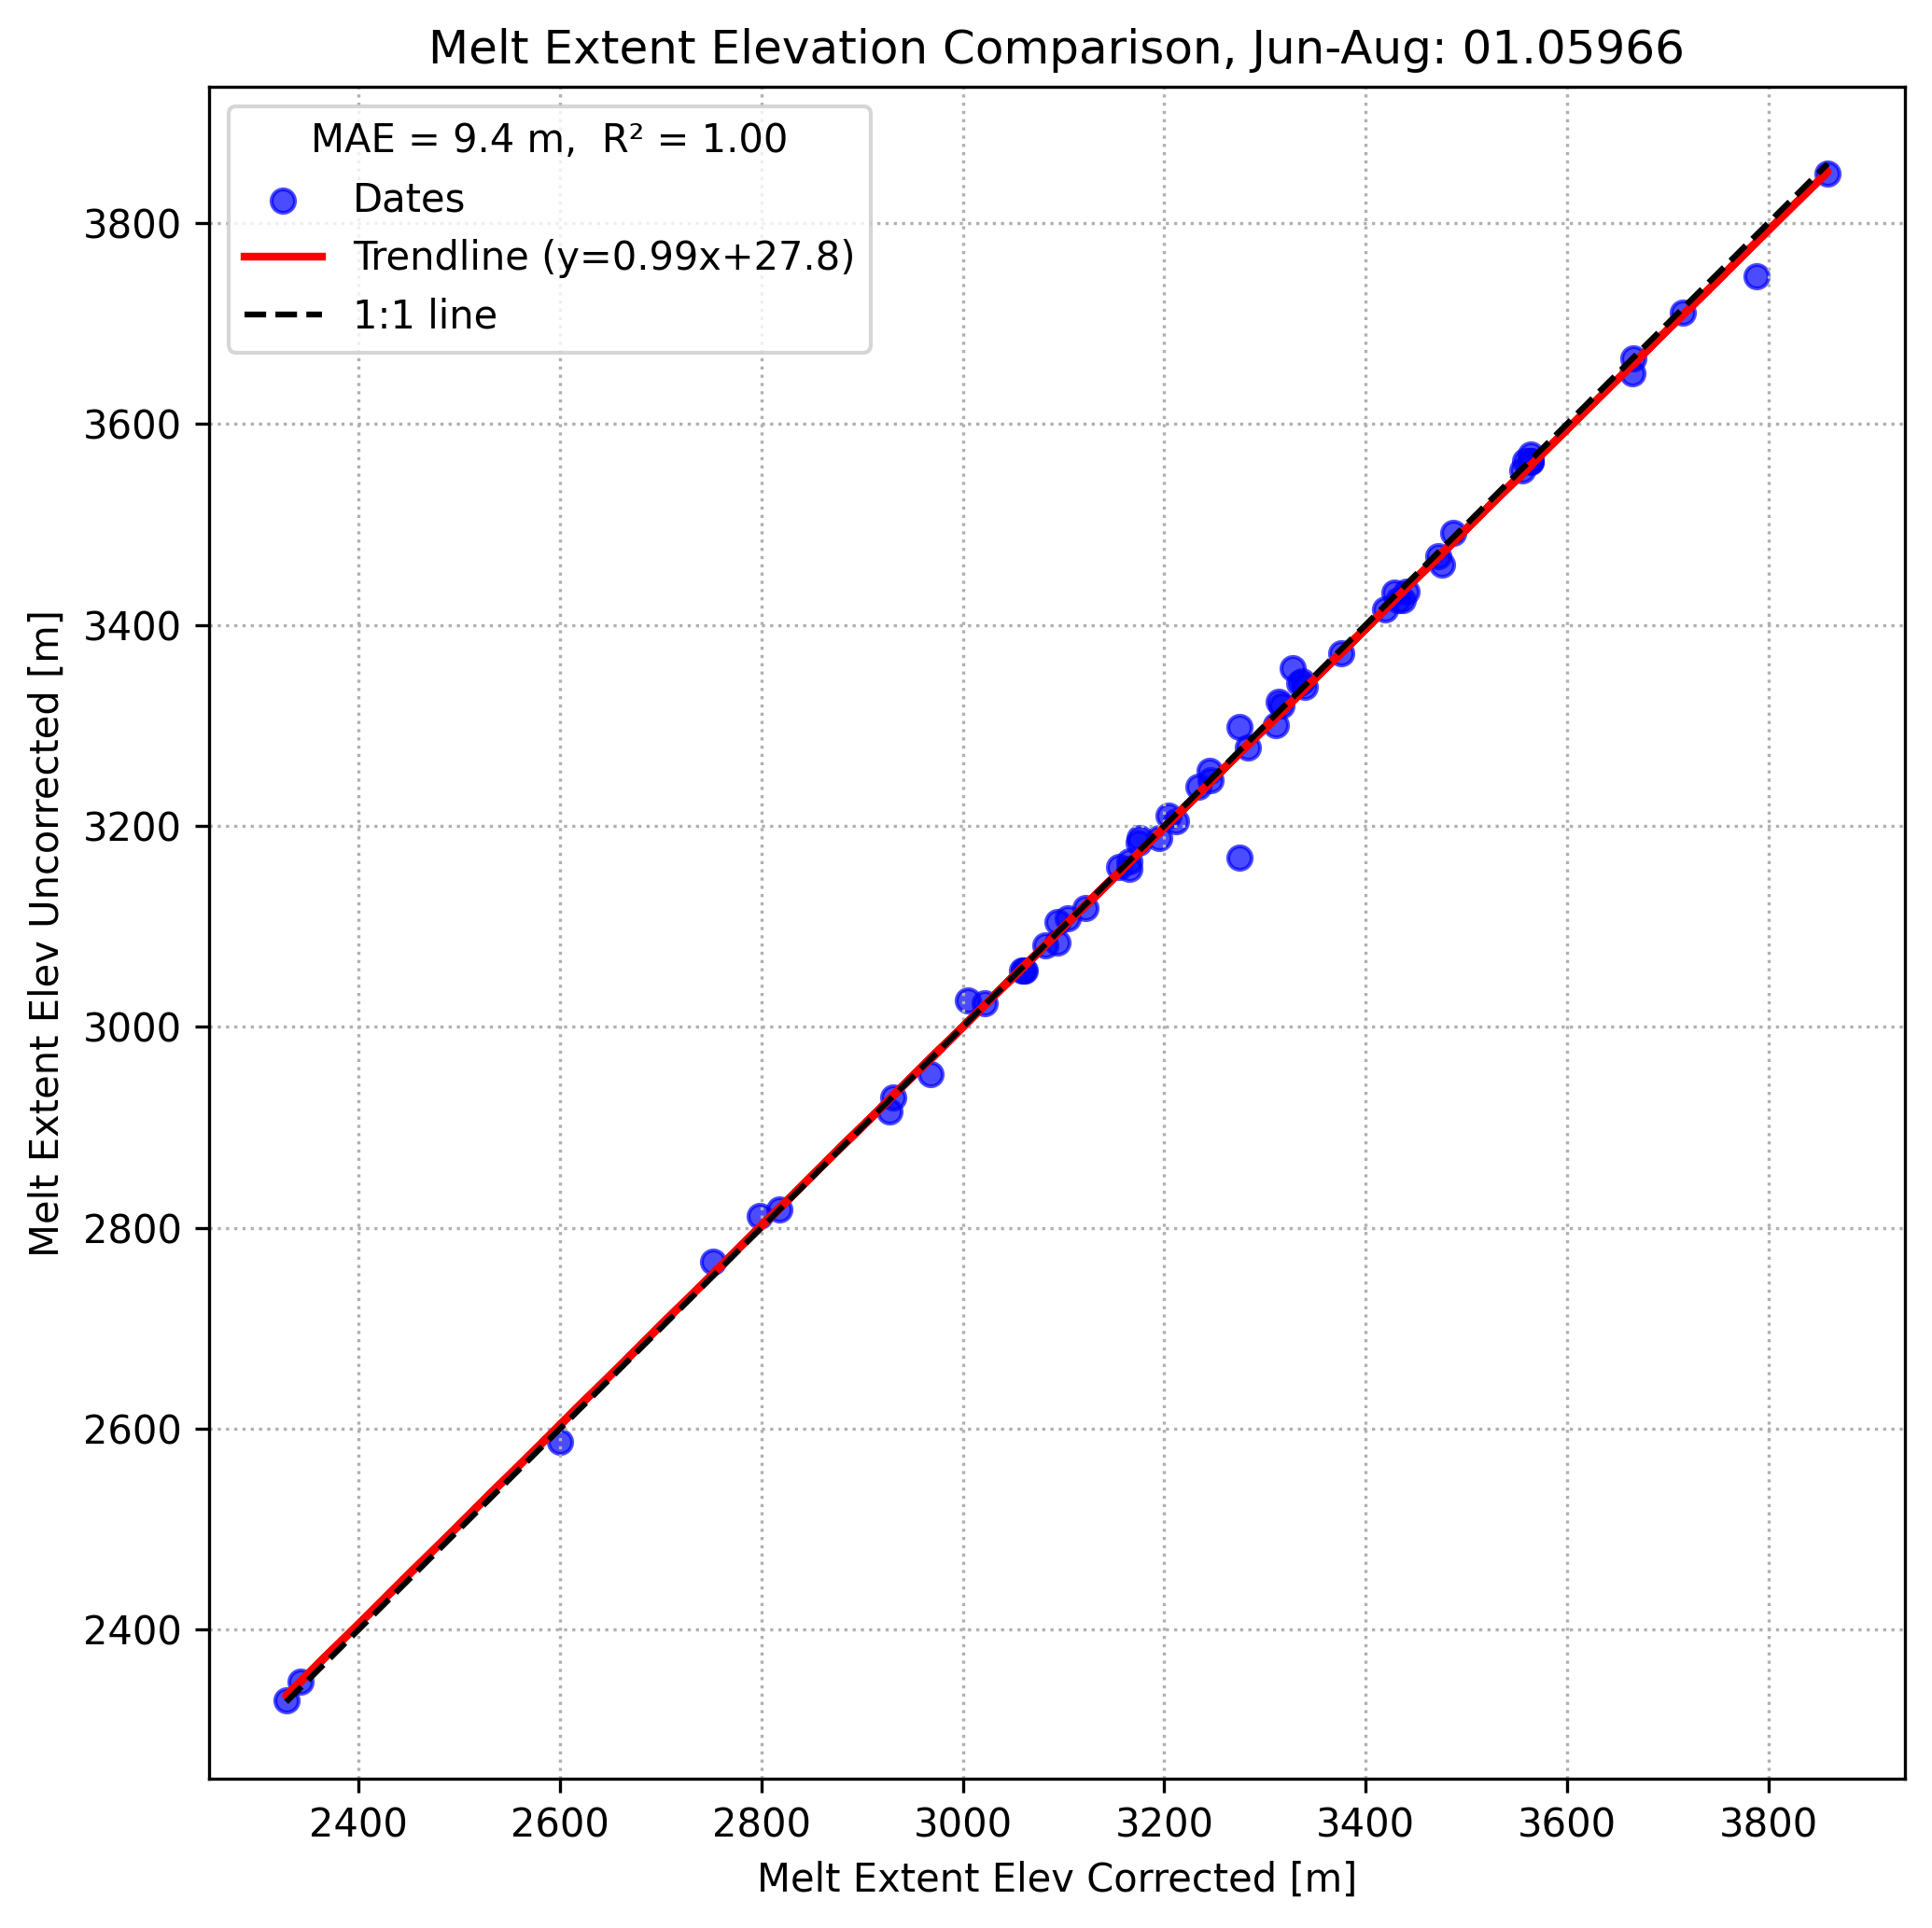 Melt Extent Elevation Comparison, Jun-Aug: 01.05966
MAE = 9.4 m, R² = 1.00
Dates
Trendline (y=0.99x+27.8)
1:1 line
Melt Extent Elev Uncorrected [m]
3800
3600
3400
3200
3000
2800
2600
2400
2400 2600 2800 3000 3200 3400 3600 3800
Melt Extent Elev Corrected [m]